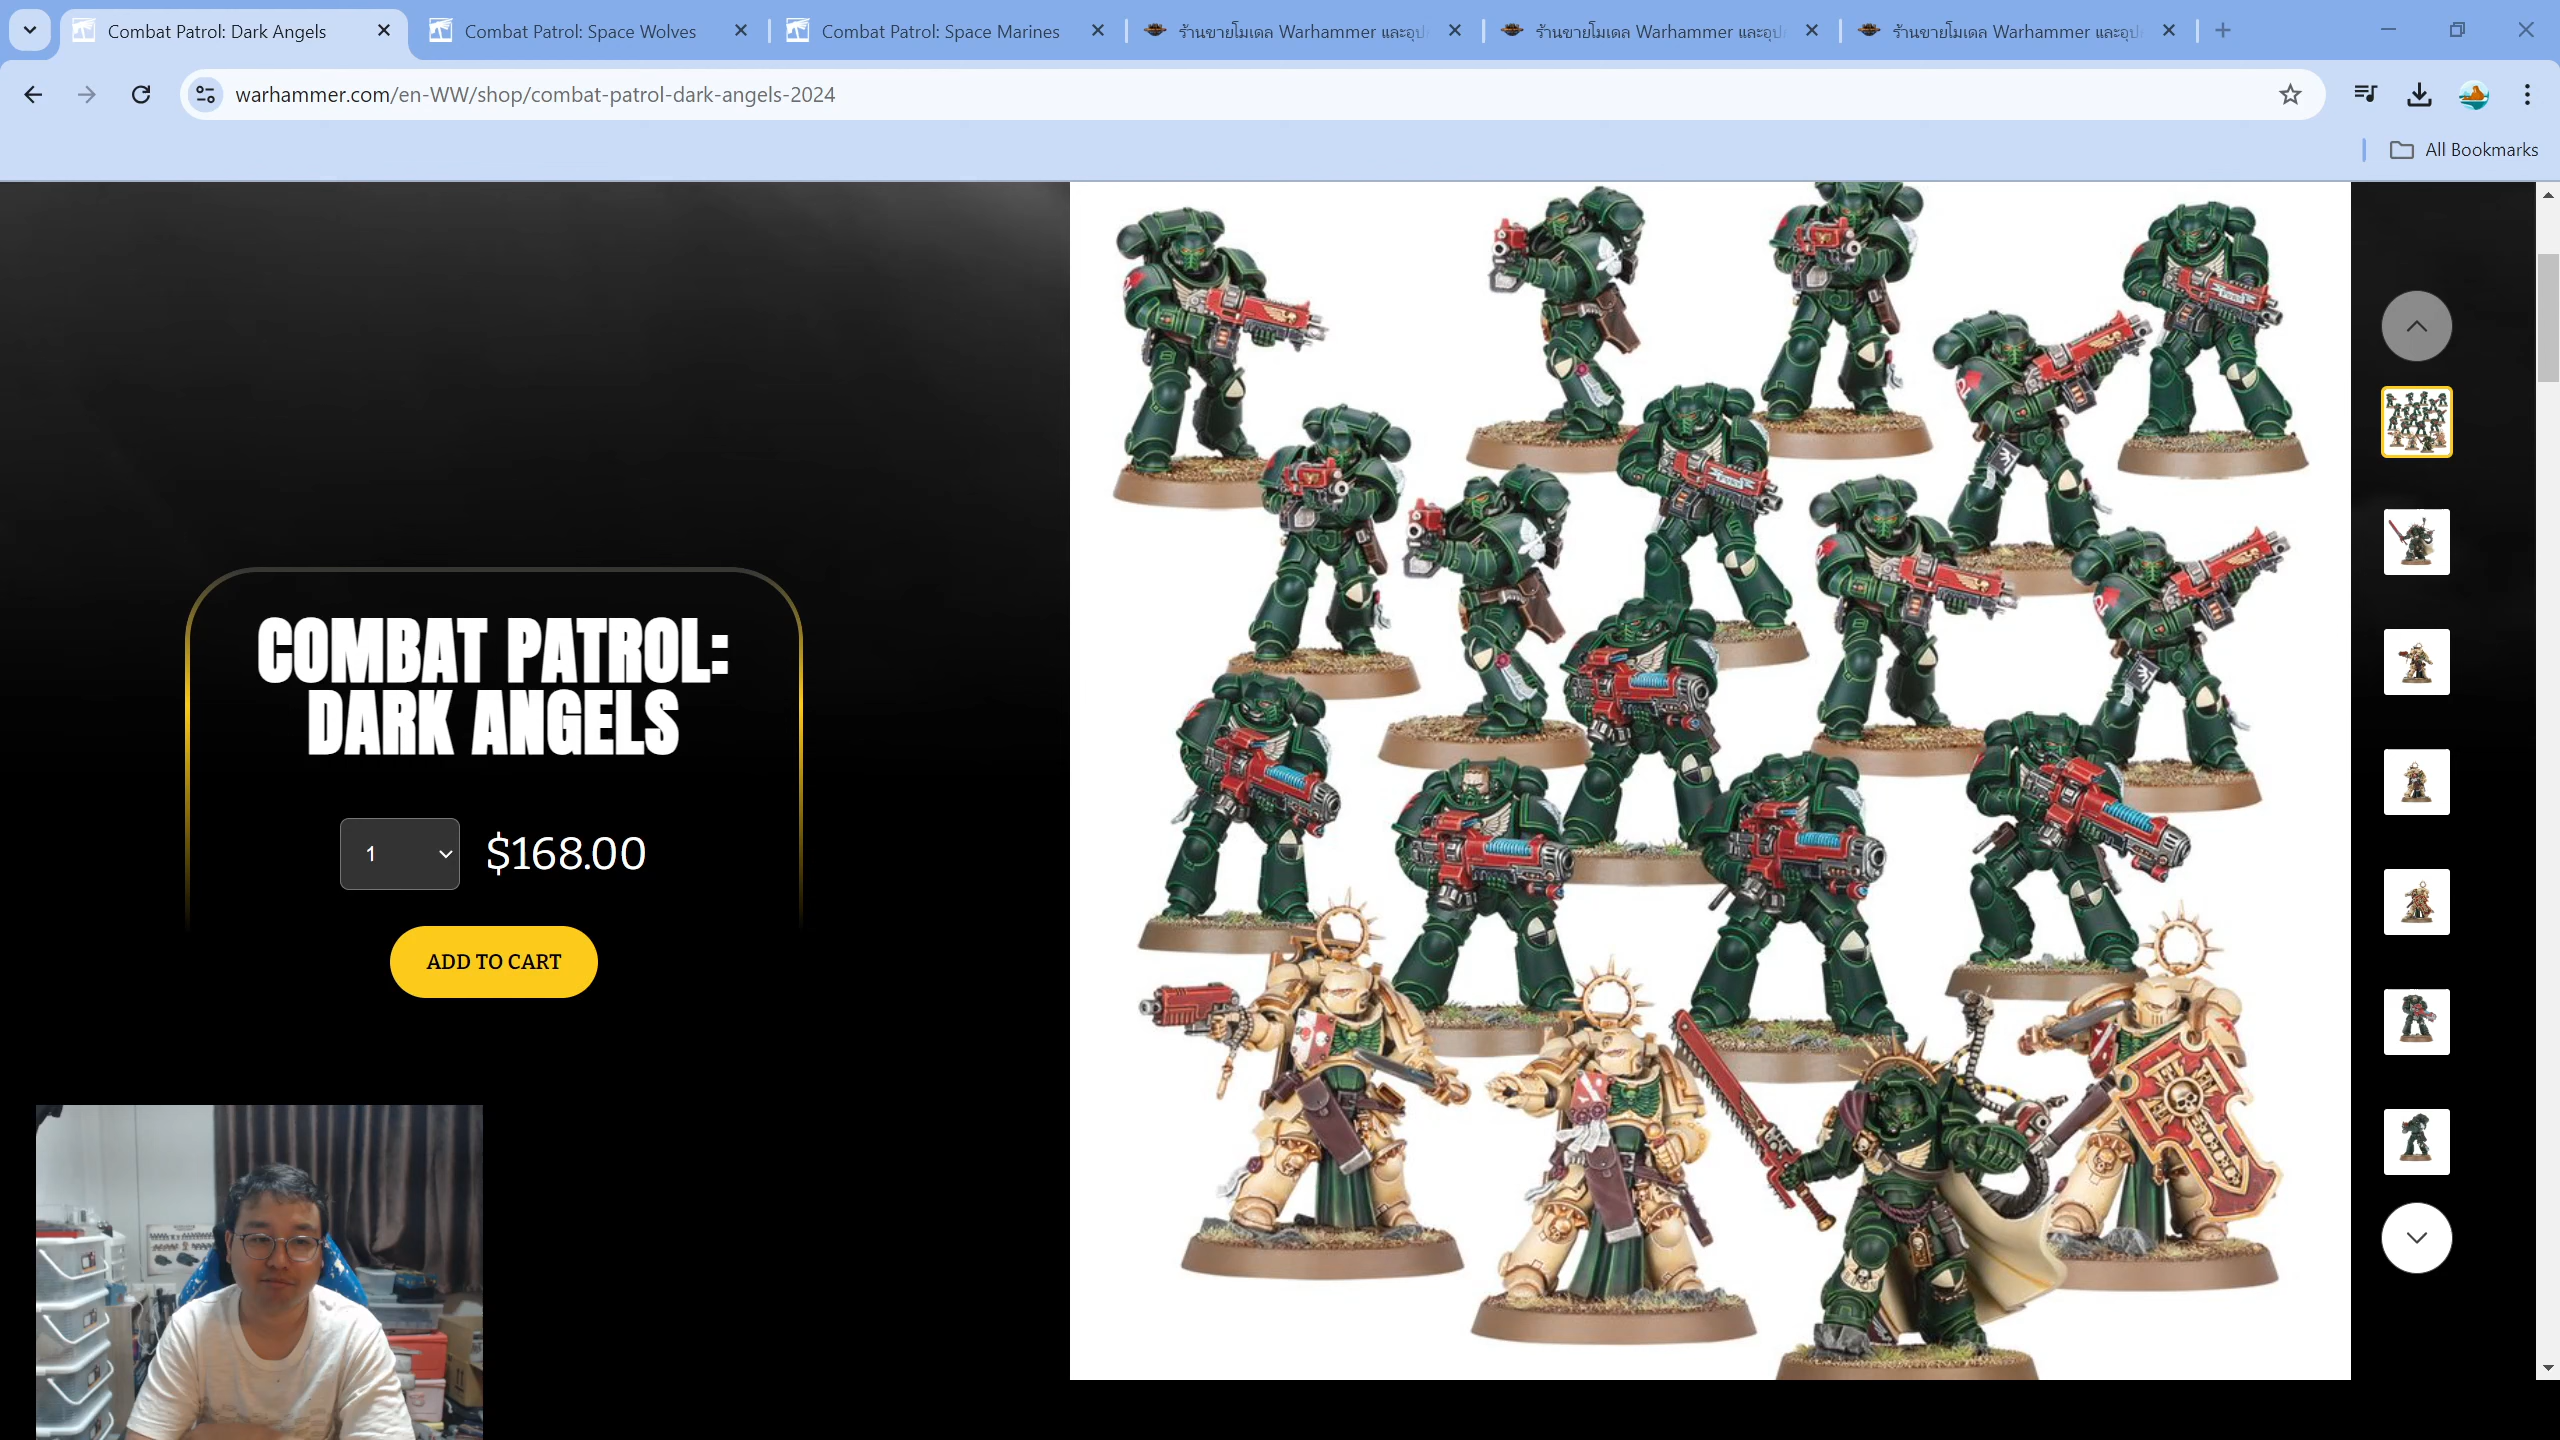 Combat Patrol: Dark Angels
Combat Patrol: Space Wolves
Combat Patrol: Space Marines
ร้านขายโมเดล Warhammer และอุป
ร้านขายโมเดล Warhammer และอุป
ร้านขายโมเดล Warhammer และอุป
warhammer.com/en-WW/shop/combat-patrol-dark-angels-2024
All Bookmarks
COMBAT PATROL:
DARK ANGELS
1
$168.00
ADD TO CART